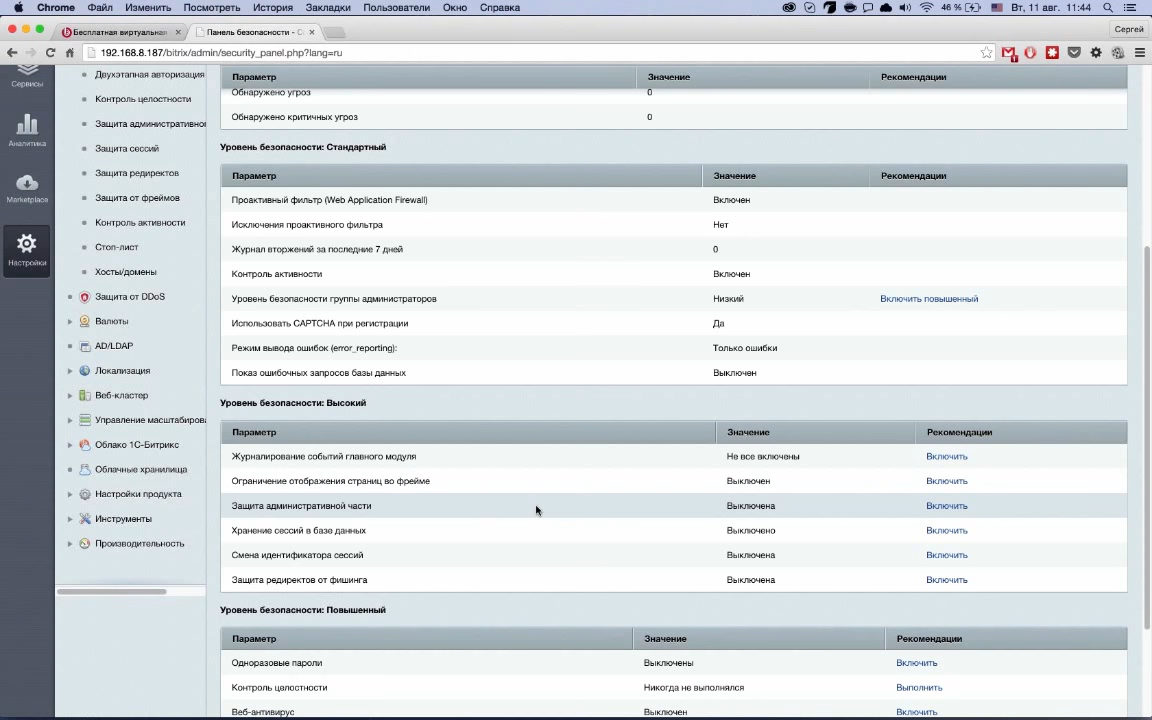 Chrome Файл Изменить Посмотреть История Закладки Пользователи Окно Справка 46 % Вт, 11 авг. 11:44
Бесплатная виртуальная Панель безопасности - С Сергей
192.168.8.187/bitrix/admin/security_panel.php?lang=ru
Сервисы
Аналитика
Marketplace
Настройки
Двухэтапная авторизация
Контроль целостности
Защита административно
Защита сессий
Защита редиректов
Защита от фреймов
Контроль активности
Стоп-лист
Хосты/домены
Защита от DDoS
Валюты
AD/LDAP
Локализация
Веб-кластер
Управление масштабирова
Облако 1С-Битрикс
Облачные хранилища
Настройки продукта
Инструменты
Производительность
Параметр Значение Рекомендации
Обнаружено угроз 0
Обнаружено критичных угроз 0
Уровень безопасности: Стандартный
Параметр Значение Рекомендации
Проактивный фильтр (Web Application Firewall) Включен
Исключения проактивного фильтра Нет
Журнал вторжений за последние 7 дней 0
Контроль активности Включен
Уровень безопасности группы администраторов Низкий Включить повышенный
Использовать CAPTCHA при регистрации Да
Режим вывода ошибок (error_reporting): Только ошибки
Показ ошибочных запросов базы данных Выключен
Уровень безопасности: Высокий
Параметр Значение Рекомендации
Журналирование событий главного модуля Не все включены Включить
Ограничение отображения страниц во фрейме Выключен Включить
Защита административной части Выключена Включить
Хранение сессий в базе данных Выключено Включить
Смена идентификатора сессий Выключена Включить
Защита редиректов от фишинга Выключена Включить
Уровень безопасности: Повышенный
Параметр Значение Рекомендации
Одноразовые пароли Выключены Включить
Контроль целостности Никогда не выполнялся Выполнить
Веб-антивирус Выключен Включить